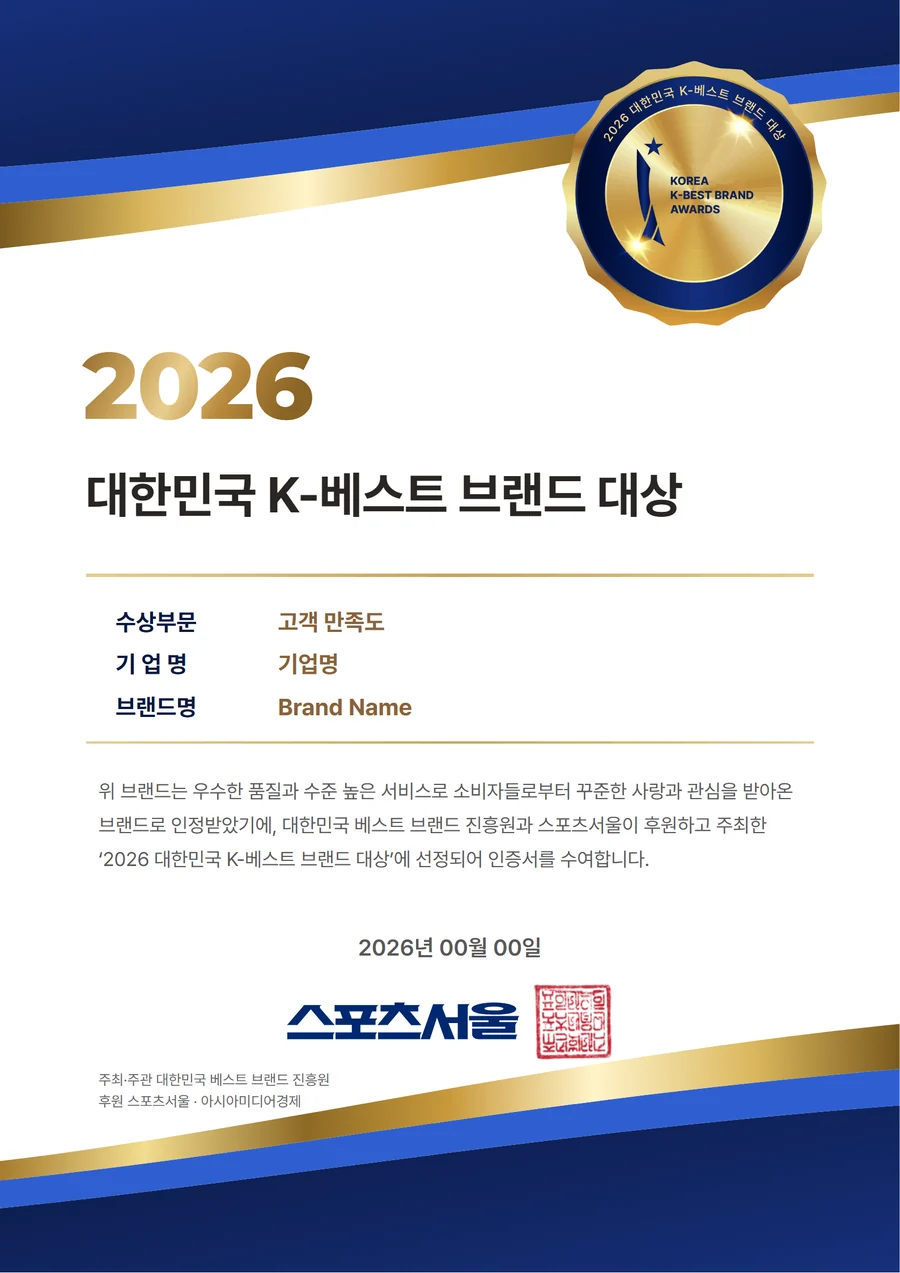 2026 대한민국 K-베스트 브랜드 대상
KOREA
K-BEST BRAND
AWARDS
2026
대한민국 K-베스트 브랜드 대상
수상부문 고객 만족도
기 업 명 기업명
브랜드명 Brand Name
위 브랜드는 우수한 품질과 수준 높은 서비스로 소비자들로부터 꾸준한 사랑과 관심을 받아온
브랜드로 인정받았기에, 대한민국 베스트 브랜드 진흥원과 스포츠서울이 후원하고 주최한
‘2026 대한민국 K-베스트 브랜드 대상’에 선정되어 인증서를 수여합니다.
2026년 00월 00일
스포츠서울
주최·주관 대한민국 베스트 브랜드 진흥원
후원 스포츠서울 · 아시아미디어경제